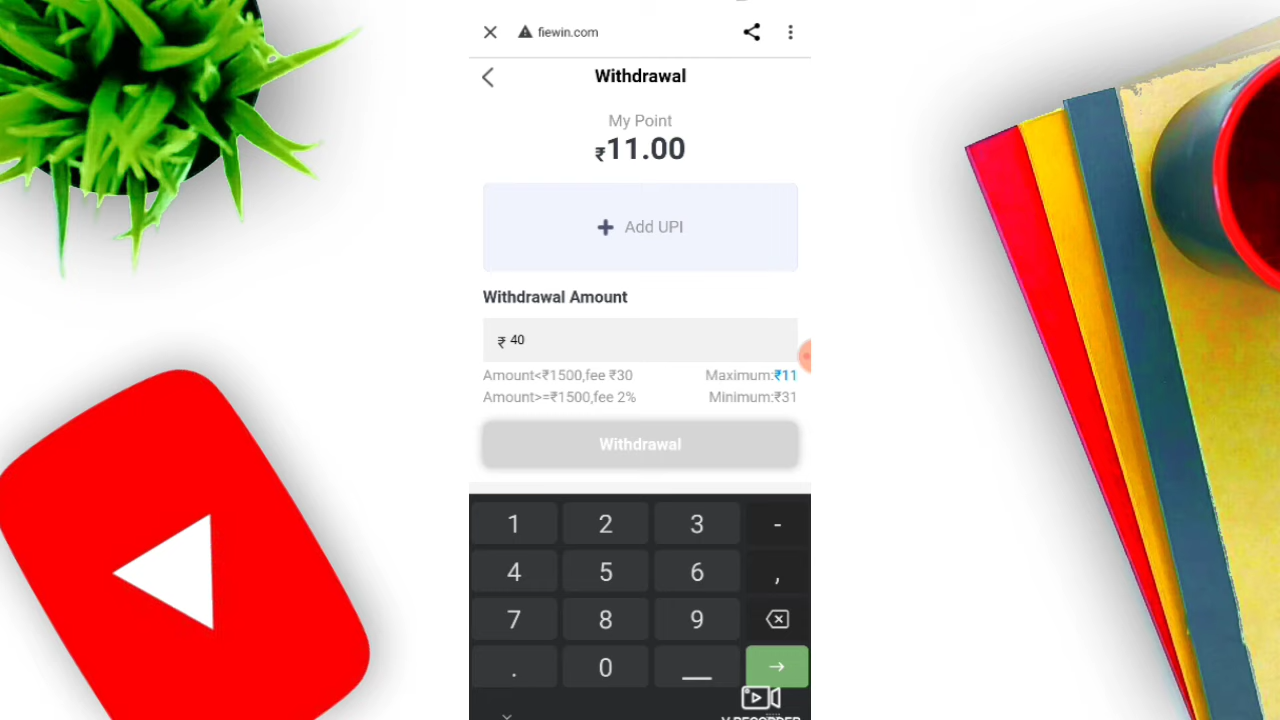 fiewin.com
Withdrawal
My Point
₹11.00
+ Add UPI
Withdrawal Amount
₹ 40
Amount<₹1500,fee ₹30 Maximum:₹11
Amount>=₹1500,fee 2% Minimum:₹31
Withdrawal
1 2 3 -
4 5 6 ,
7 8 9
. 0
V RECORDER